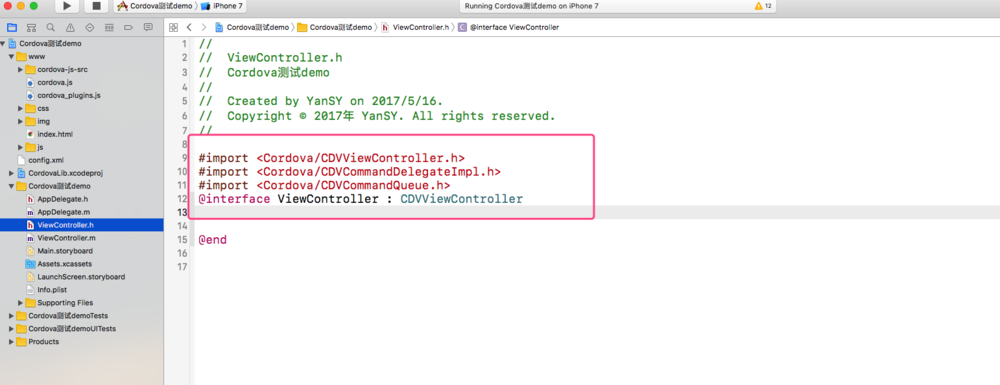 Cordova测试demo 〉 iPhone 7
Running Cordova测试demo on iPhone 7
12
Cordova测试demo 〉 Cordova测试demo 〉 ViewController.h 〉 @interface ViewController
Cordova测试demo
www
cordova-js-src
cordova.js
cordova_plugins.js
css
img
index.html
js
config.xml
CordovaLib.xcodeproj
Cordova测试demo
AppDelegate.h
AppDelegate.m
ViewController.h
ViewController.m
Main.storyboard
Assets.xcassets
LaunchScreen.storyboard
Info.plist
Supporting Files
Cordova测试demoTests
Cordova测试demoUITests
Products
1 //
2 //  ViewController.h
3 //  Cordova测试demo
4 //
5 //  Created by YanSY on 2017/5/16.
6 //  Copyright © 2017年 YanSY. All rights reserved.
7 //
8
9 #import <Cordova/CDVViewController.h>
10 #import <Cordova/CDVCommandDelegateImpl.h>
11 #import <Cordova/CDVCommandQueue.h>
12 @interface ViewController : CDVViewController
13
14
15 @end
16
17